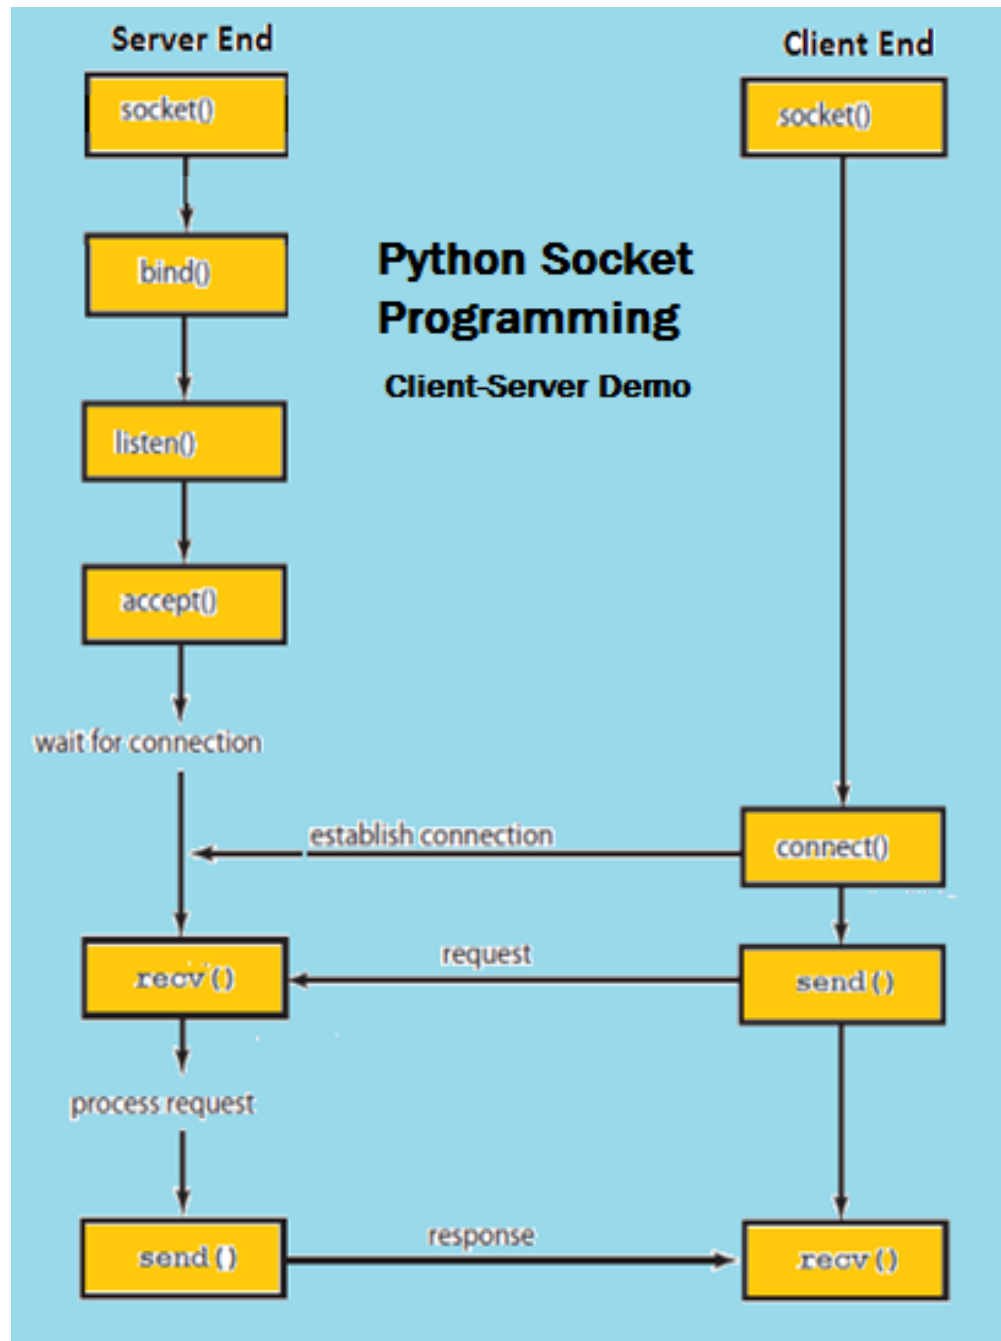 Server End
Client End
socket()
socket()
bind()
Python Socket
Programming
Client-Server Demo
listen()
accept()
wait for connection
establish connection
connect()
request
recv()
send()
process request
response
send()
recv()